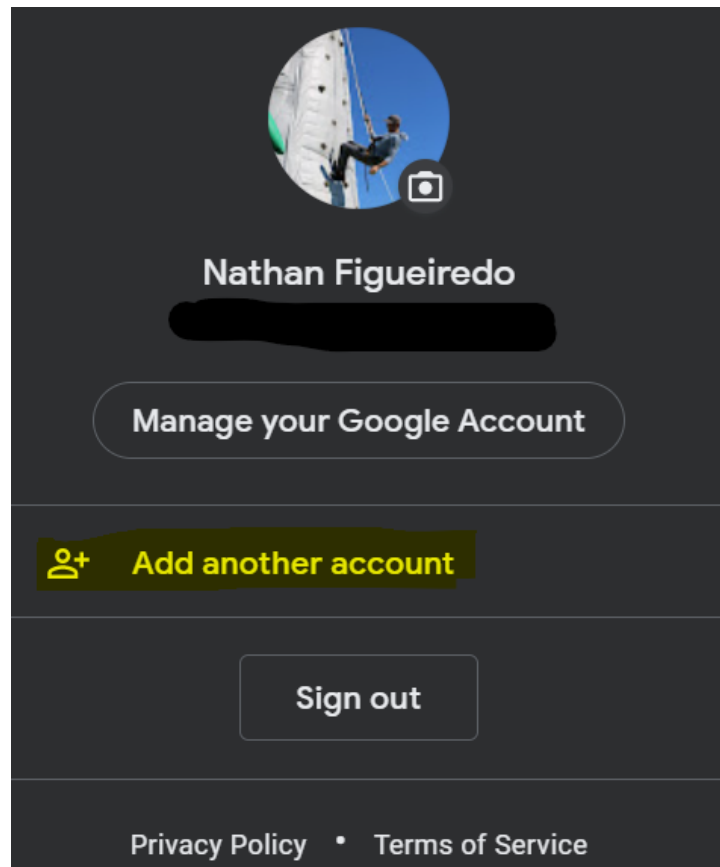 Nathan Figueiredo
Manage your Google Account
Add another account
Sign out
Privacy Policy • Terms of Service